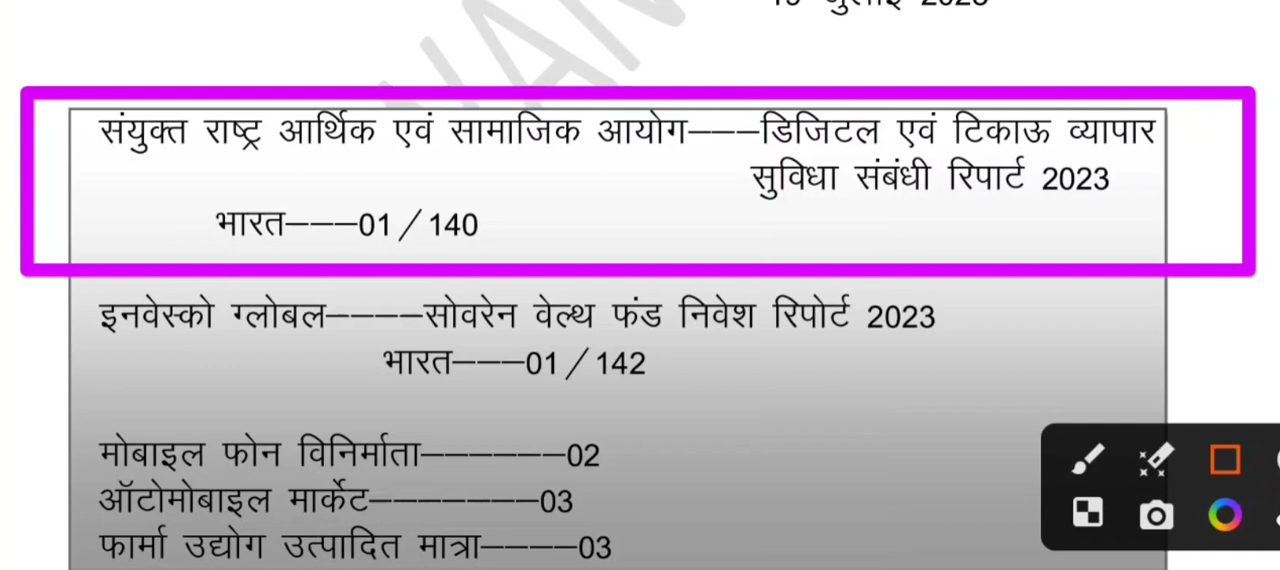 संयुक्त राष्ट्र आर्थिक एवं सामाजिक आयोग–––डिजिटल एवं टिकाऊ व्यापार
सुविधा संबंधी रिपार्ट 2023
भारत–––01/140
इनवेस्को ग्लोबल––––सोवरेन वेल्थ फंड निवेश रिपोर्ट 2023
भारत–––01/142
मोबाइल फोन विनिर्माता––––––02
ऑटोमोबाइल मार्केट–––––––03
फार्मा उद्योग उत्पादित मात्रा––––03